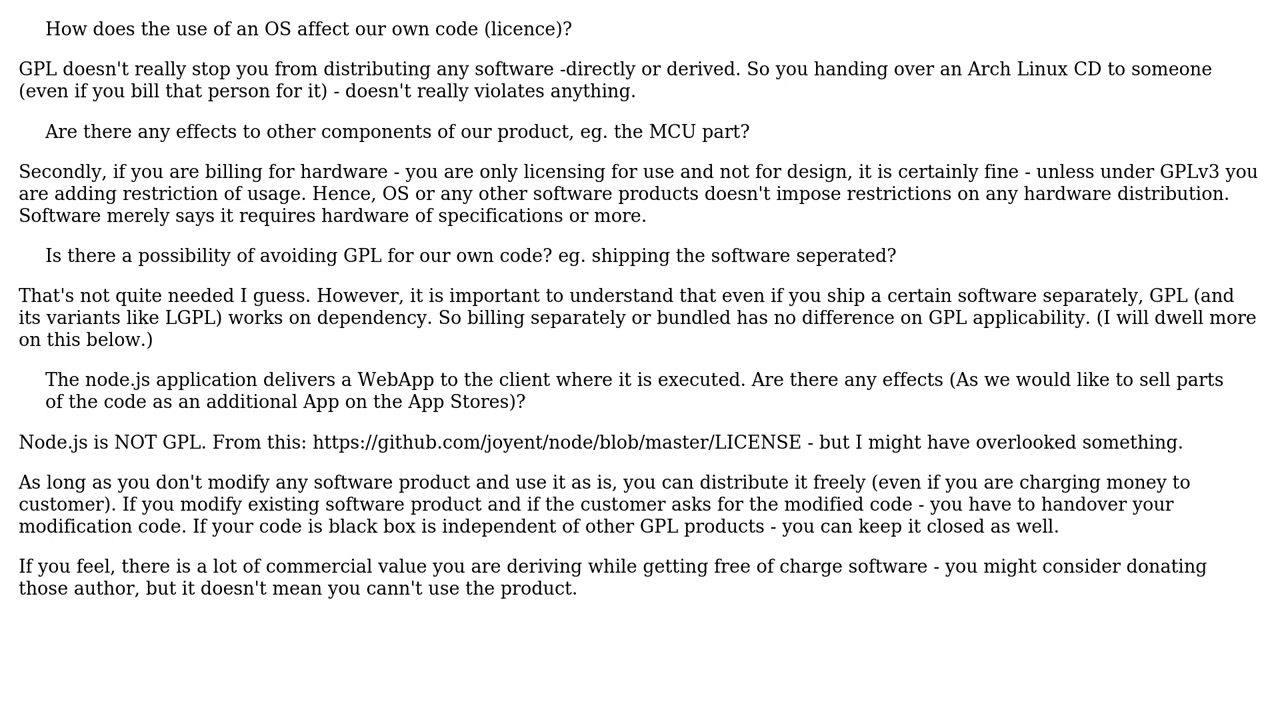 How does the use of an OS affect our own code (licence)?
GPL doesn't really stop you from distributing any software -directly or derived. So you handing over an Arch Linux CD to someone
(even if you bill that person for it) - doesn't really violates anything.
Are there any effects to other components of our product, eg. the MCU part?
Secondly, if you are billing for hardware - you are only licensing for use and not for design, it is certainly fine - unless under GPLv3 you
are adding restriction of usage. Hence, OS or any other software products doesn't impose restrictions on any hardware distribution.
Software merely says it requires hardware of specifications or more.
Is there a possibility of avoiding GPL for our own code? eg. shipping the software seperated?
That's not quite needed I guess. However, it is important to understand that even if you ship a certain software separately, GPL (and
its variants like LGPL) works on dependency. So billing separately or bundled has no difference on GPL applicability. (I will dwell more
on this below.)
The node.js application delivers a WebApp to the client where it is executed. Are there any effects (As we would like to sell parts
of the code as an additional App on the App Stores)?
Node.js is NOT GPL. From this: https://github.com/joyent/node/blob/master/LICENSE - but I might have overlooked something.
As long as you don't modify any software product and use it as is, you can distribute it freely (even if you are charging money to
customer). If you modify existing software product and if the customer asks for the modified code - you have to handover your
modification code. If your code is black box is independent of other GPL products - you can keep it closed as well.
If you feel, there is a lot of commercial value you are deriving while getting free of charge software - you might consider donating
those author, but it doesn't mean you cann't use the product.